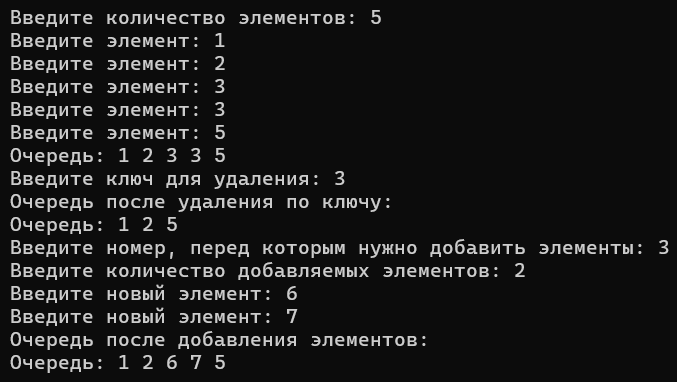 Введите количество элементов: 5
Введите элемент: 1
Введите элемент: 2
Введите элемент: 3
Введите элемент: 3
Введите элемент: 5
Очередь: 1 2 3 3 5
Введите ключ для удаления: 3
Очередь после удаления по ключу:
Очередь: 1 2 5
Введите номер, перед которым нужно добавить элементы: 3
Введите количество добавляемых элементов: 2
Введите новый элемент: 6
Введите новый элемент: 7
Очередь после добавления элементов:
Очередь: 1 2 6 7 5